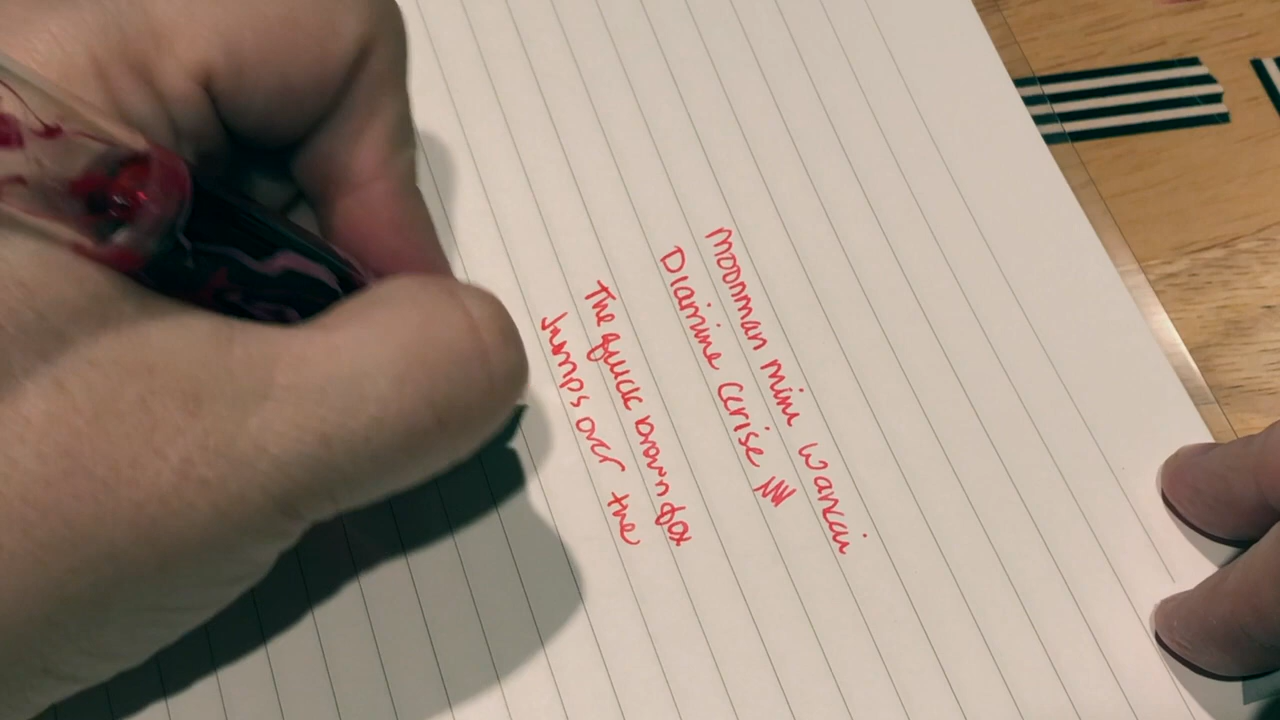 Moonman mini Wancai
Diamine Cerise
The quick brown fox
jumps over the